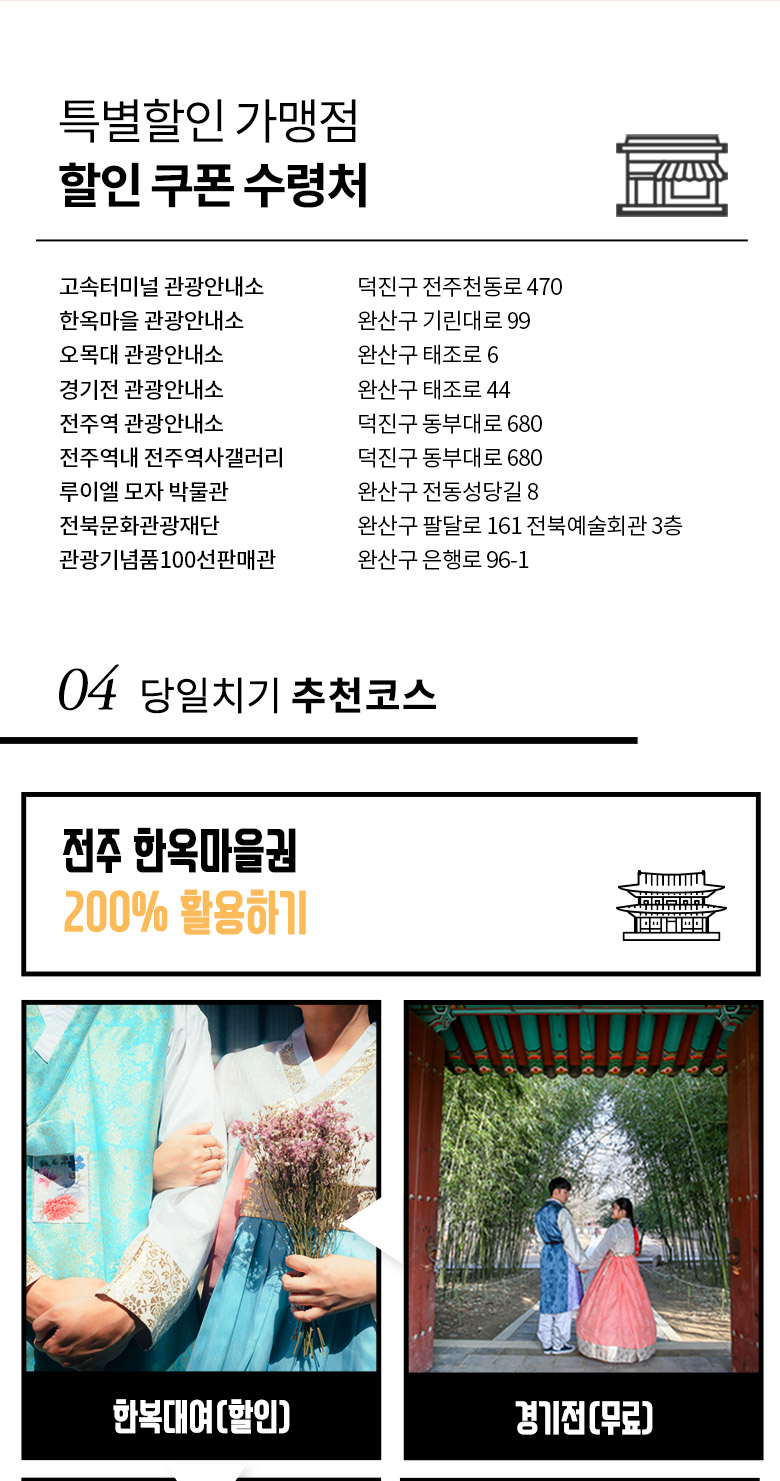 특별할인 가맹점
할인 쿠폰 수령처
고속터미널 관광안내소 덕진구 전주천동로 470
한옥마을 관광안내소 완산구 기린대로 99
오목대 관광안내소 완산구 태조로 6
경기전 관광안내소 완산구 태조로 44
전주역 관광안내소 덕진구 동부대로 680
전주역내 전주역사갤러리 덕진구 동부대로 680
루이엘 모자 박물관 완산구 전동성당길 8
전북문화관광재단 완산구 팔달로 161 전북예술회관 3층
관광기념품100선판매관 완산구 은행로 96-1
04 당일치기 추천코스
전주 한옥마을권
200% 활용하기
한복대여(할인)
경기전(무료)